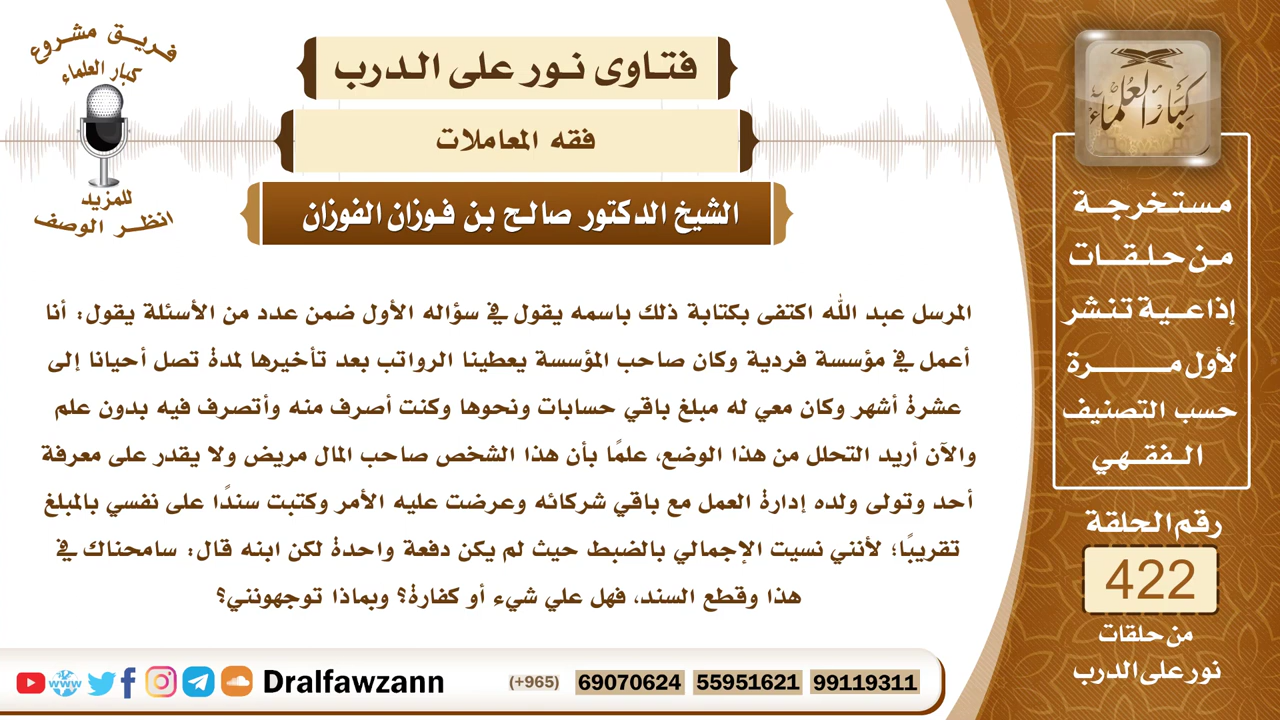 فريق مشروع
كبار العلماء
للمزيد
انظر الوصف
فتاوى نور على الدرب
فقه المعاملات
الشيخ الدكتور صالح بن فوزان الفوزان
المرسل عبد الله اكتفى بكتابة ذلك باسمه يقول في سؤاله الأول ضمن عدد من الأسئلة يقول: أنا
أعمل في مؤسسة فردية وكان صاحب المؤسسة يعطينا الرواتب بعد تأخيرها لمدة تصل أحيانا إلى
عشرة أشهر وكان معي له مبلغ باقي حسابات ونحوها وكنت أصرف منه وأتصرف فيه بدون علم
والآن أريد التحلل من هذا الوضع، علمًا بأن هذا الشخص صاحب المال مريض ولا يقدر على معرفة
أحد وتولى ولده إدارة العمل مع باقي شركائه وعرضت عليه الأمر وكتبت سندًا على نفسي بالمبلغ
تقريبًا؛ لأنني نسيت الإجمالي بالضبط حيث لم يكن دفعة واحدة لكن ابنه قال: سامحناك في
هذا وقطع السند، فهل علي شيء أو كفارة؟ وبماذا توجهونني؟
كبار العلماء
مستخرجة
من حلقات
إذاعية تنشر
لأول مرة
حسب التصنيف
الفقهي
رقم الحلقة
422
من حلقات
نور على الدرب
www
Dralfawzann
(+965) 69070624 55951621 99119311